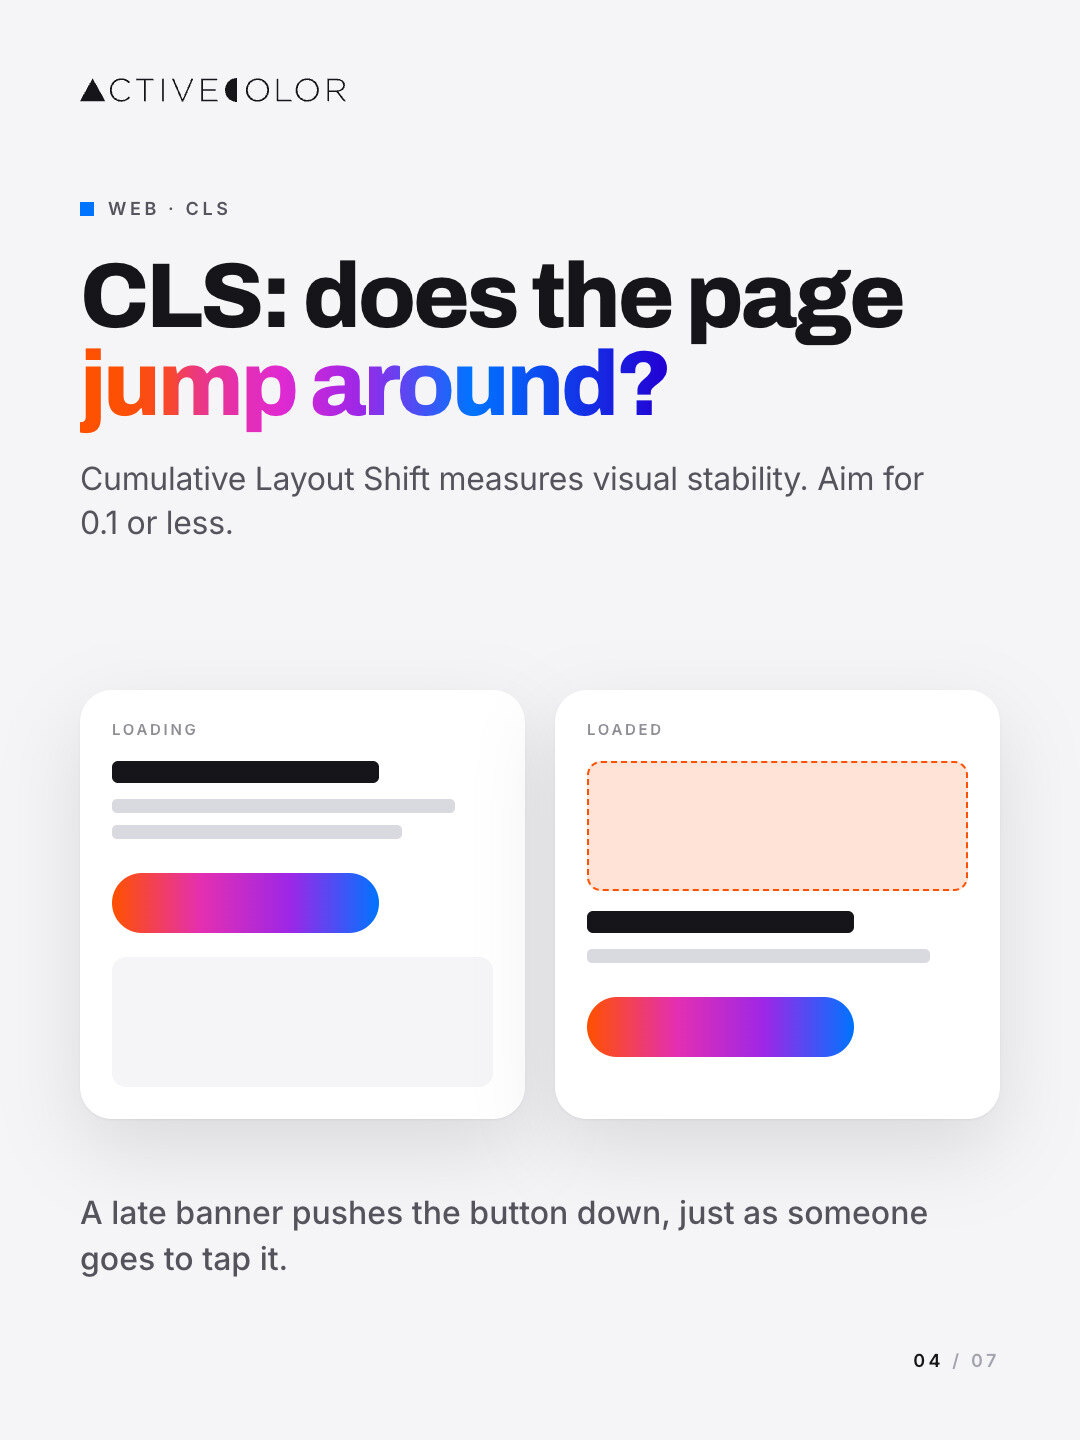 ACTIVECOLOR
WEB · CLS
CLS: does the page
jump around?
Cumulative Layout Shift measures visual stability. Aim for
0.1 or less.
LOADING
LOADED
A late banner pushes the button down, just as someone
goes to tap it.
04 / 07